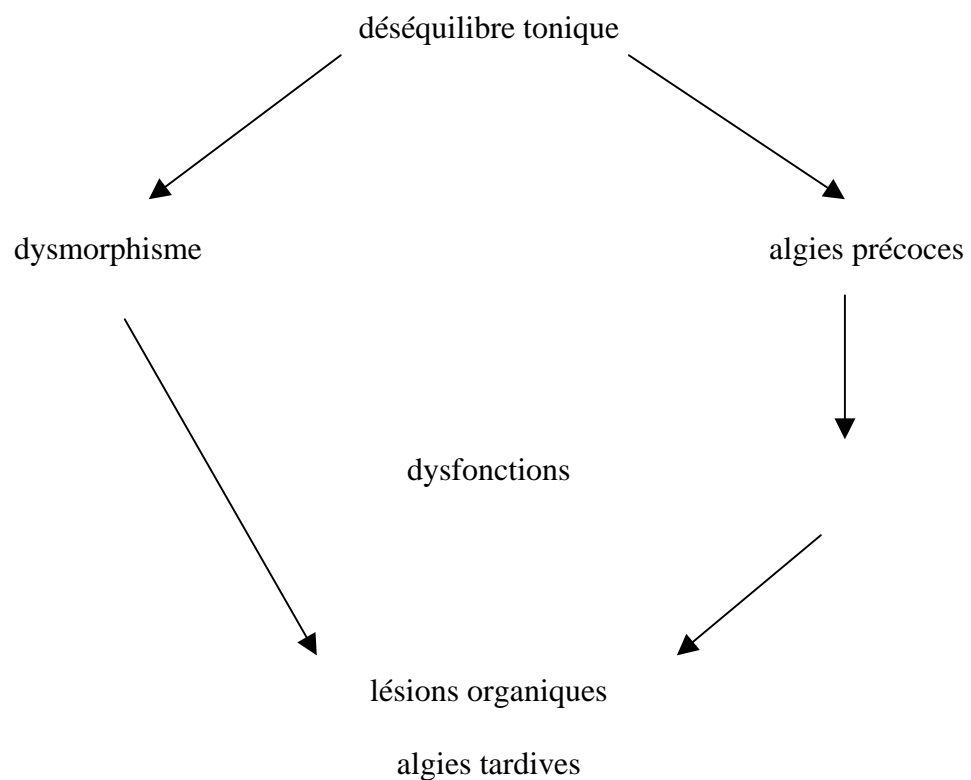 déséquilibre tonique
dysmorphisme
algies précoces
dysfonctions
lésions organiques
algies tardives